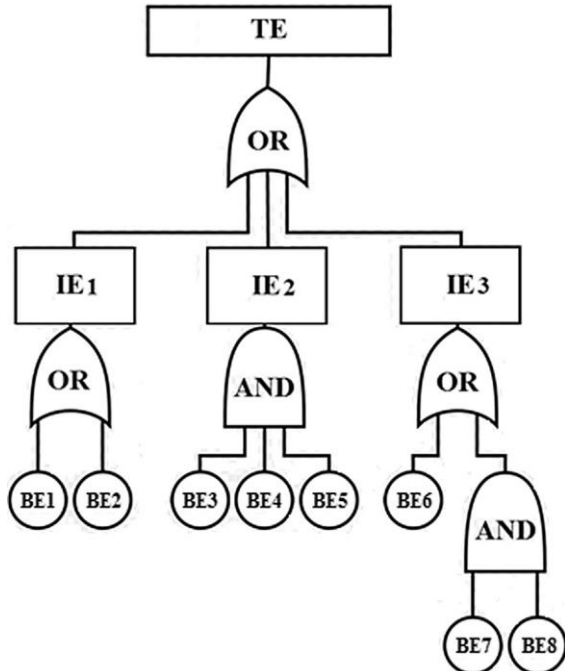 TE
OR
IE1 IE2 IE3
OR AND OR
BE1 BE2 BE3 BE4 BE5 BE6
AND
BE7 BE8